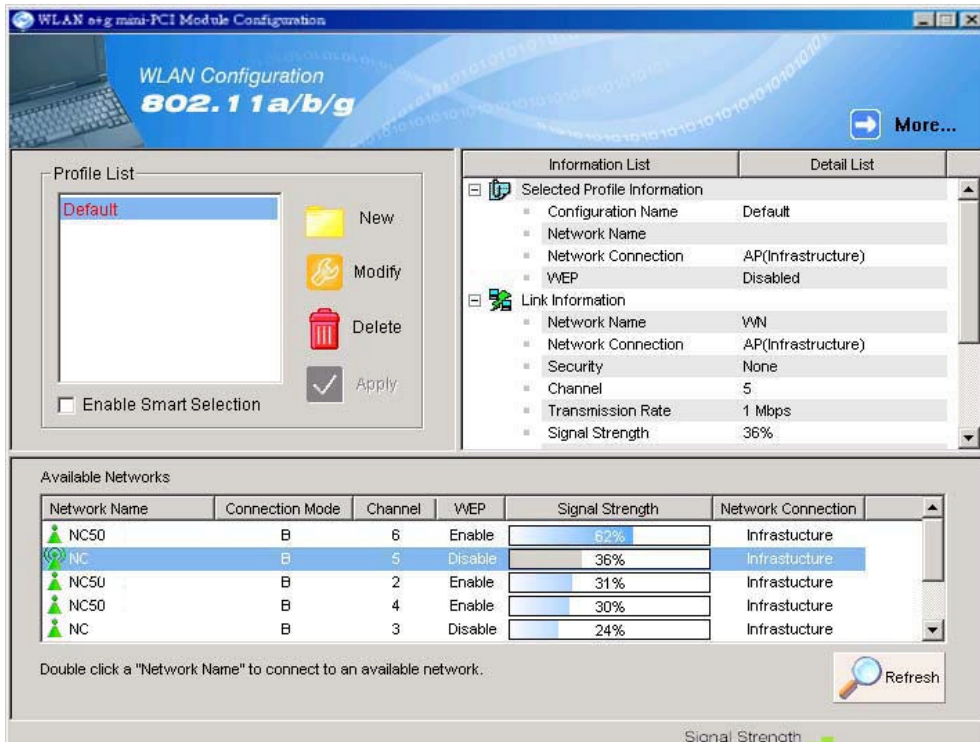 WLAN a+g mini-PCI Module Configuration
WLAN Configuration
802.11a/b/g
More...
Profile List
Default
New
Modify
Delete
Apply
Enable Smart Selection
Information List Detail List
Selected Profile Information
Configuration Name Default
Network Name
Network Connection AP(Infrastructure)
WEP Disabled
Link Information
Network Name WN
Network Connection AP(Infrastructure)
Security None
Channel 5
Transmission Rate 1 Mbps
Signal Strength 36%
Available Networks
Network Name Connection Mode Channel WEP Signal Strength Network Connection
NC50 B 6 Enable 62% Infrastucture
NC B 5 Disable 36% Infrastucture
NC50 B 2 Enable 31% Infrastucture
NC50 B 4 Enable 30% Infrastucture
NC B 3 Disable 24% Infrastucture
Double click a "Network Name" to connect to an available network.
Refresh
Signal Strength